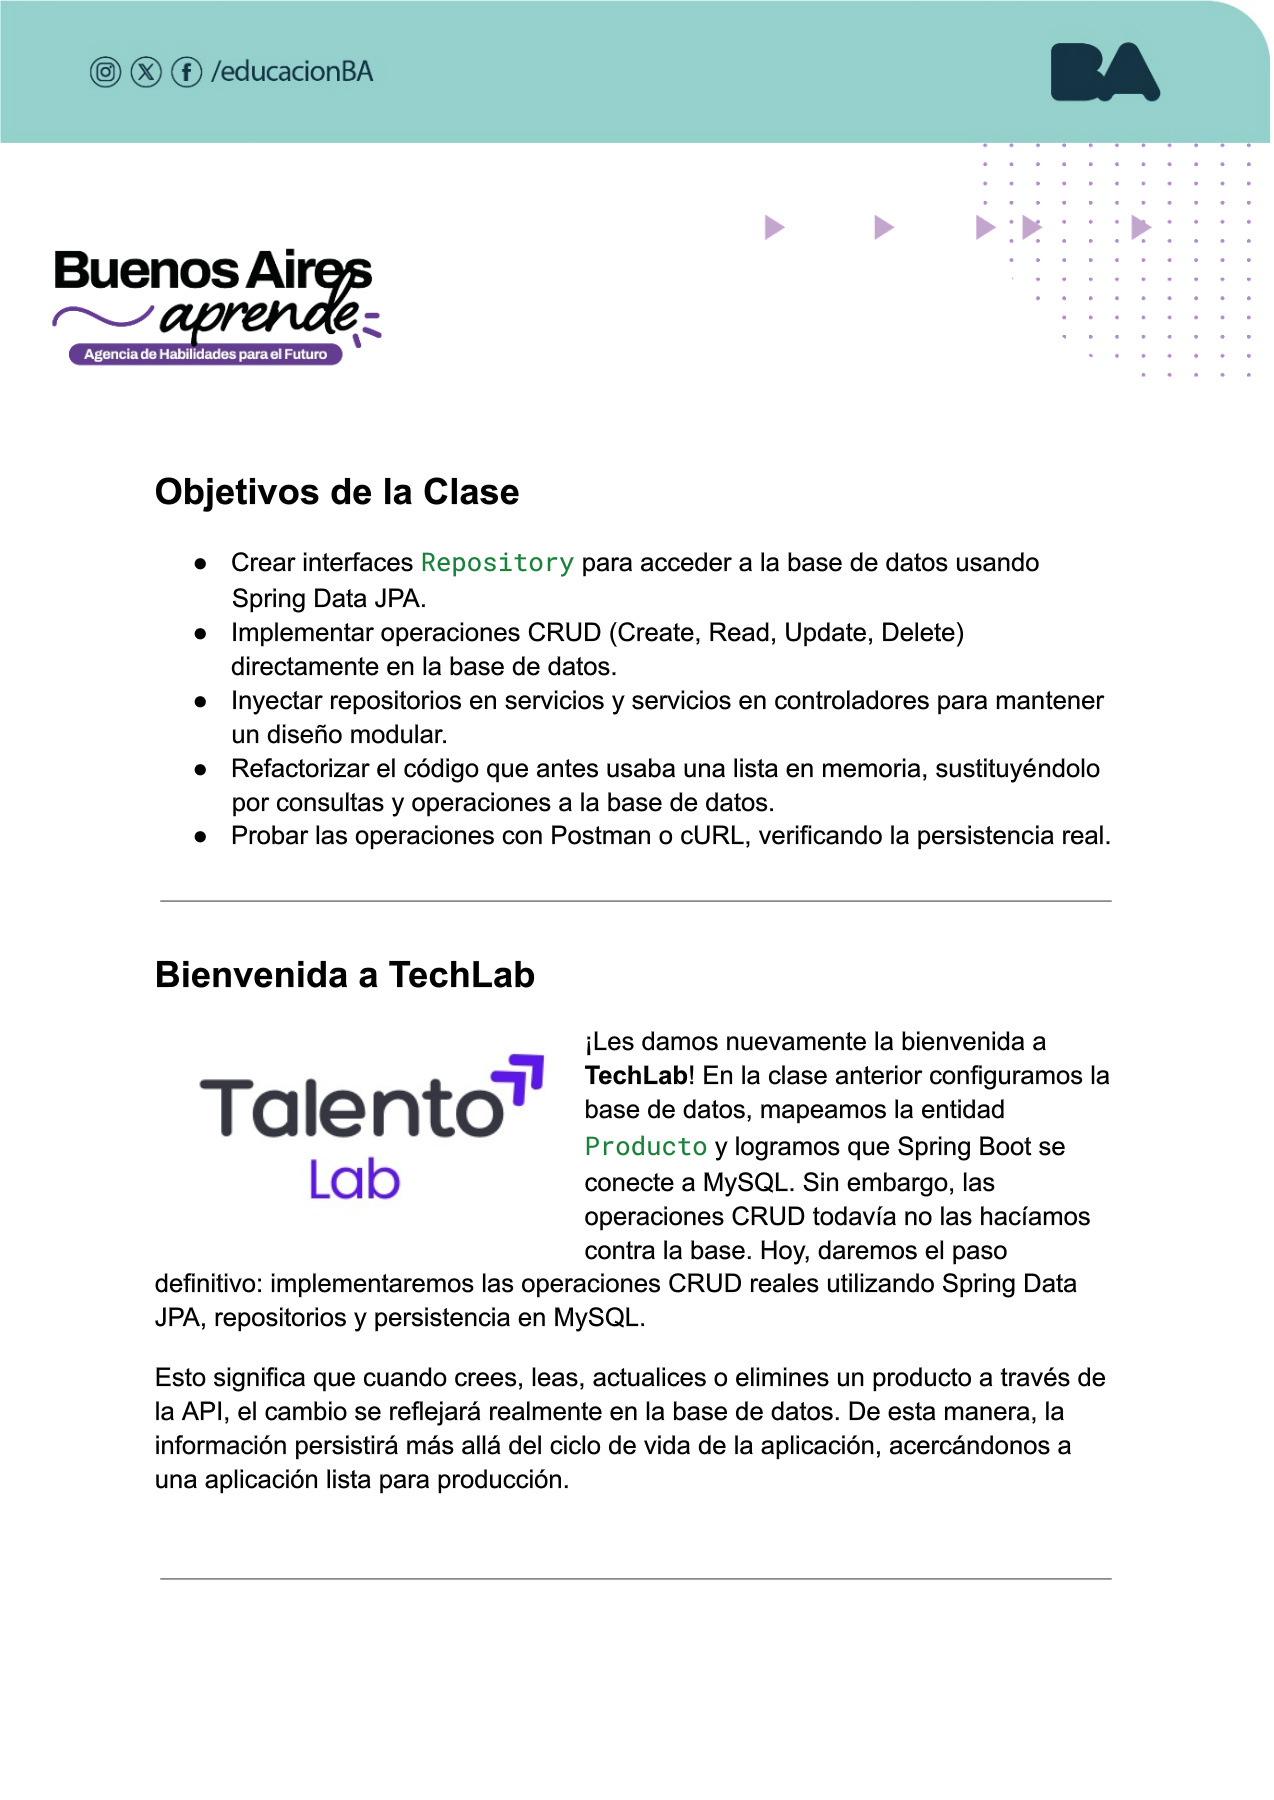 /educacionBA
BA
Buenos Aires
aprende
Agencia de Habilidades para el Futuro
Objetivos de la Clase
● Crear interfaces Repository para acceder a la base de datos usando
Spring Data JPA.
● Implementar operaciones CRUD (Create, Read, Update, Delete)
directamente en la base de datos.
● Inyectar repositorios en servicios y servicios en controladores para mantener
un diseño modular.
● Refactorizar el código que antes usaba una lista en memoria, sustituyéndolo
por consultas y operaciones a la base de datos.
● Probar las operaciones con Postman o cURL, verificando la persistencia real.
Bienvenida a TechLab
Talento
Lab
¡Les damos nuevamente la bienvenida a
TechLab! En la clase anterior configuramos la
base de datos, mapeamos la entidad
Producto y logramos que Spring Boot se
conecte a MySQL. Sin embargo, las
operaciones CRUD todavía no las hacíamos
contra la base. Hoy, daremos el paso
definitivo: implementaremos las operaciones CRUD reales utilizando Spring Data
JPA, repositorios y persistencia en MySQL.
Esto significa que cuando crees, leas, actualices o elimines un producto a través de
la API, el cambio se reflejará realmente en la base de datos. De esta manera, la
información persistirá más allá del ciclo de vida de la aplicación, acercándonos a
una aplicación lista para producción.